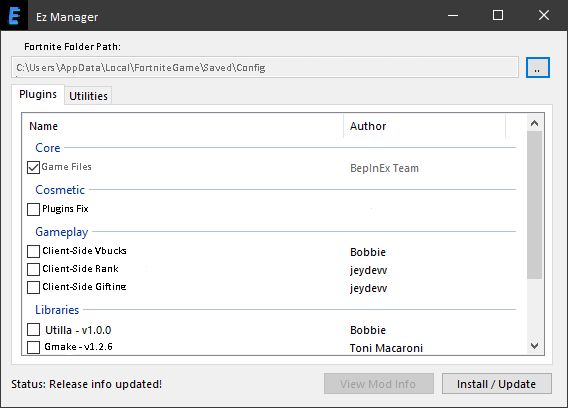 E Ez Manager
Fortnite Folder Path:
C:\Users\AppData\Local\FortniteGame\Saved\Config
..
Plugins Utilities
Name Author
Core
Game Files BepInEx Team
Cosmetic
Plugins Fix
Gameplay
Client-Side Vbucks Bobbie
Client-Side Rank jeydevv
Client-Side Gifting jeydevv
Libraries
Utilla - v1.0.0 Bobbie
Gmake - v1.2.6 Toni Macaroni
Status: Release info updated! View Mod Info Install / Update